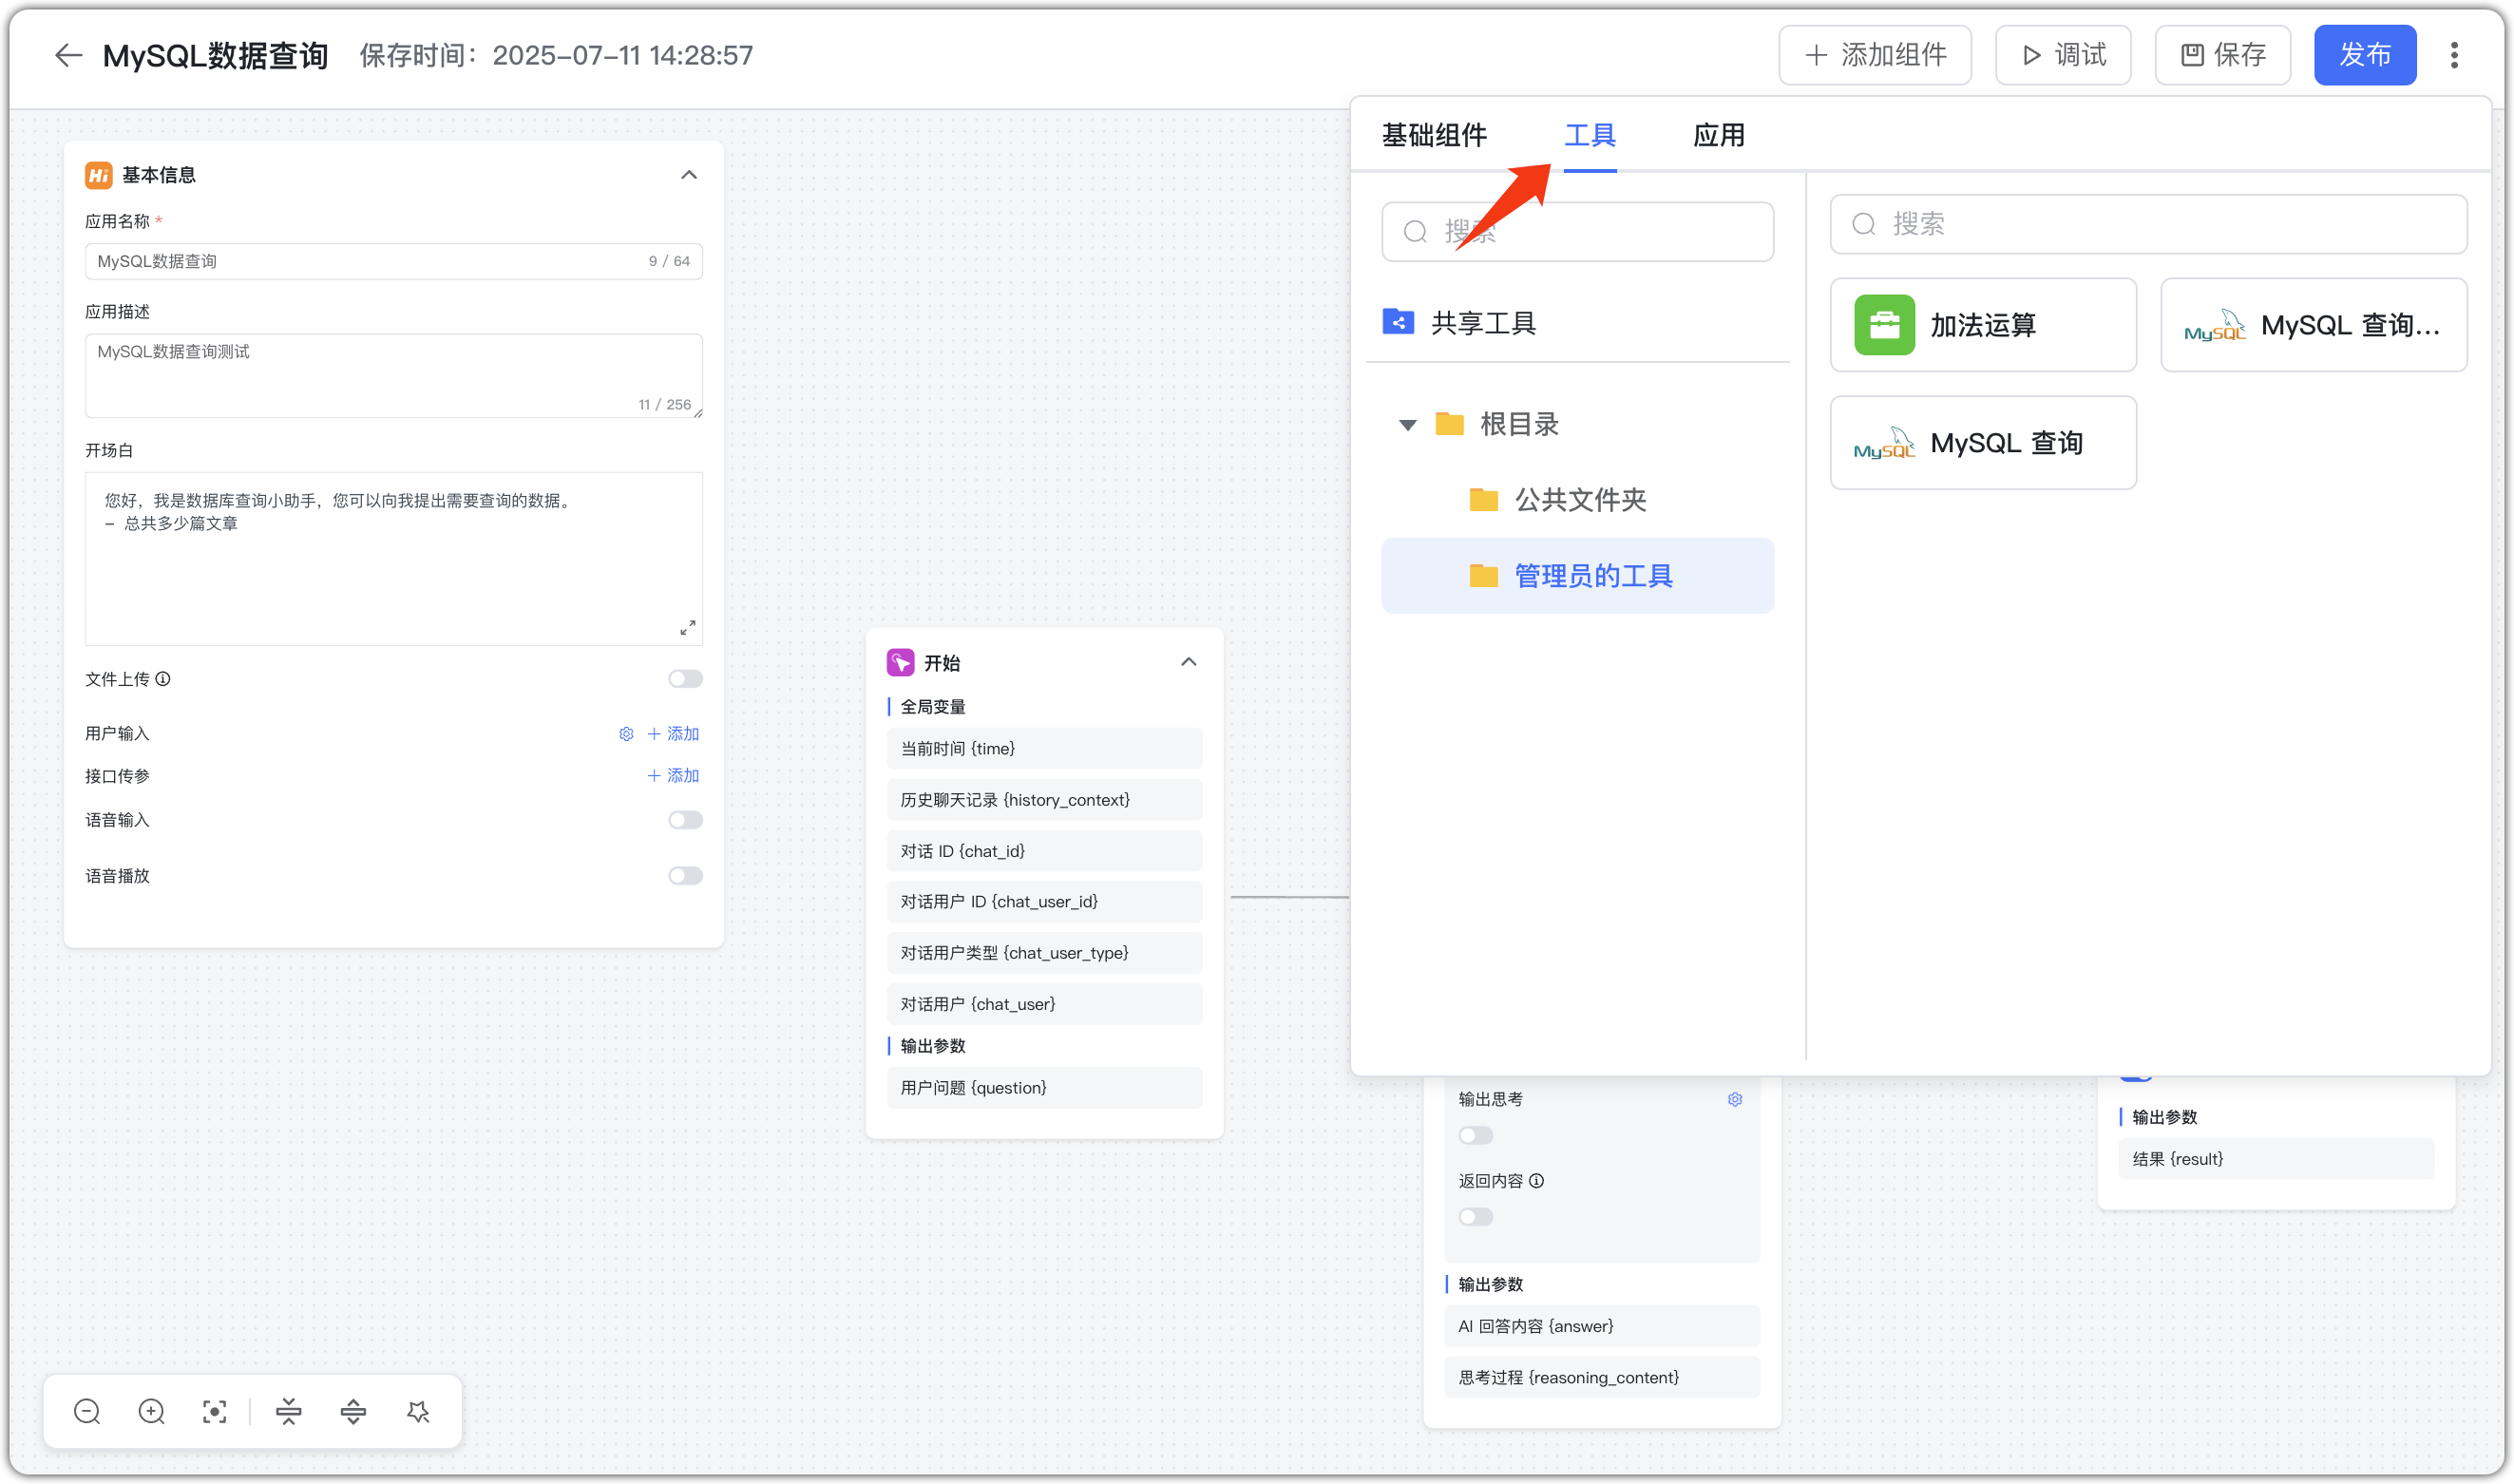 MySQL数据查询
保存时间：2025-07-11 14:28:57
添加组件
调试
保存
发布
基本信息
应用名称 *
MySQL数据查询
9 / 64
应用描述
MySQL数据查询测试
11 / 256
开场白
您好，我是数据库查询小助手，您可以向我提出需要查询的数据。
- 总共多少篇文章
文件上传
用户输入
添加
接口传参
添加
语音输入
语音播放
开始
全局变量
当前时间 {time}
历史聊天记录 {history_context}
对话 ID {chat_id}
对话用户 ID {chat_user_id}
对话用户类型 {chat_user_type}
对话用户 {chat_user}
输出参数
用户问题 {question}
基础组件
工具
应用
搜索
共享工具
根目录
公共文件夹
管理员的工具
搜索
加法运算
MySQL
MySQL 查询...
MySQL
MySQL 查询
输出思考
返回内容
输出参数
AI 回答内容 {answer}
思考过程 {reasoning_content}
输出参数
结果 {result}